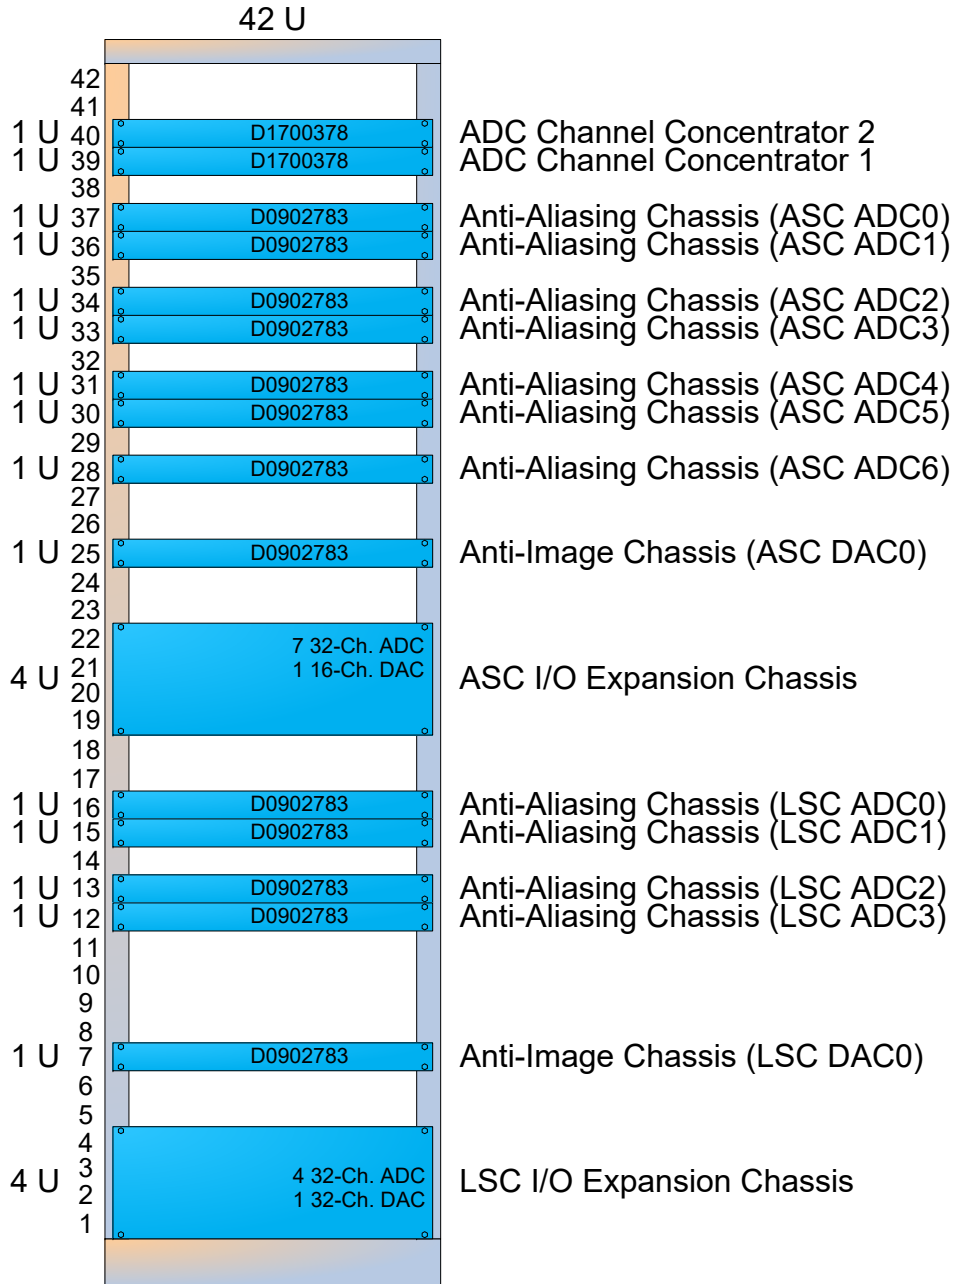 42 U
42
41
1 U 40 D1700378 ADC Channel Concentrator 2
1 U 39 D1700378 ADC Channel Concentrator 1
38
1 U 37 D0902783 Anti-Aliasing Chassis (ASC ADC0)
1 U 36 D0902783 Anti-Aliasing Chassis (ASC ADC1)
35
1 U 34 D0902783 Anti-Aliasing Chassis (ASC ADC2)
1 U 33 D0902783 Anti-Aliasing Chassis (ASC ADC3)
32
1 U 31 D0902783 Anti-Aliasing Chassis (ASC ADC4)
1 U 30 D0902783 Anti-Aliasing Chassis (ASC ADC5)
29
1 U 28 D0902783 Anti-Aliasing Chassis (ASC ADC6)
27
26
1 U 25 D0902783 Anti-Image Chassis (ASC DAC0)
24
23
22 7 32-Ch. ADC
4 U 21 1 16-Ch. DAC ASC I/O Expansion Chassis
20
19
18
17
1 U 16 D0902783 Anti-Aliasing Chassis (LSC ADC0)
1 U 15 D0902783 Anti-Aliasing Chassis (LSC ADC1)
14
1 U 13 D0902783 Anti-Aliasing Chassis (LSC ADC2)
1 U 12 D0902783 Anti-Aliasing Chassis (LSC ADC3)
11
10
9
8
1 U 7 D0902783 Anti-Image Chassis (LSC DAC0)
6
5
4
4 U 3 4 32-Ch. ADC LSC I/O Expansion Chassis
2 1 32-Ch. DAC
1